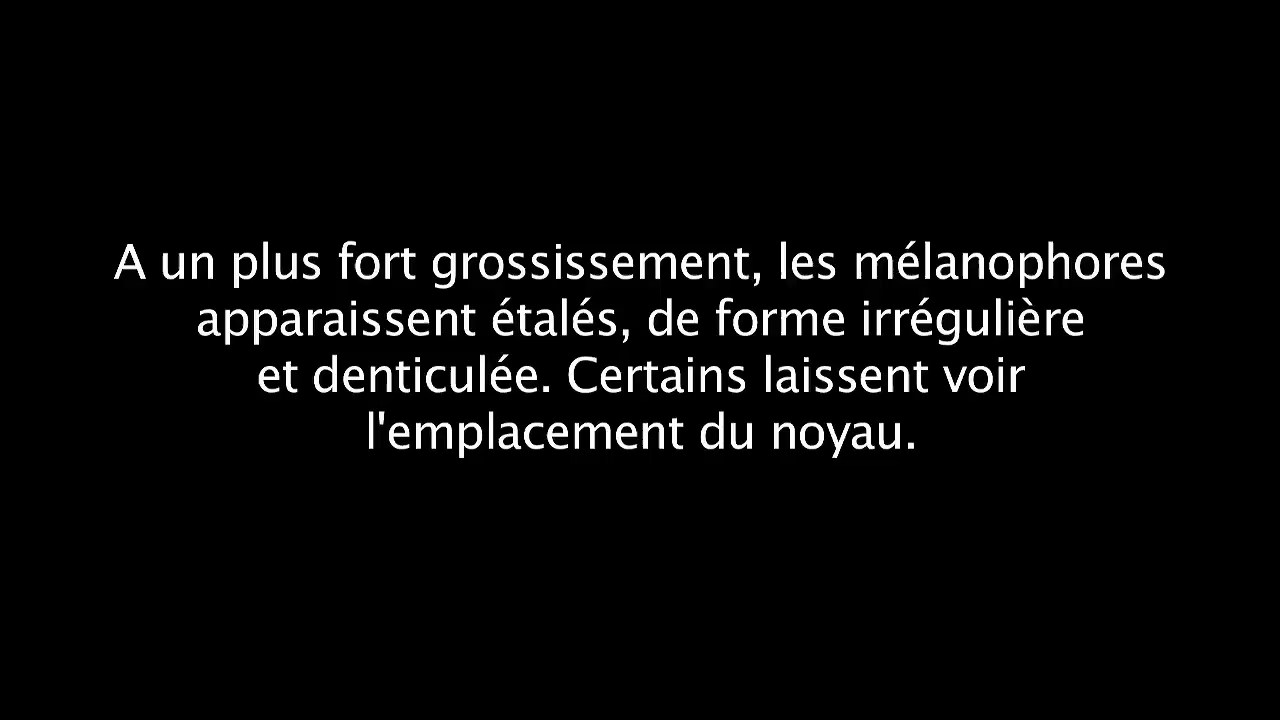 A un plus fort grossissement, les mélanophores
apparaissent étalés, de forme irrégulière
et denticulée. Certains laissent voir
l'emplacement du noyau.